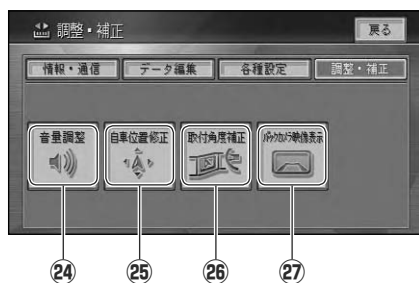 調整・補正
戻る
情報・通信
データ編集
各種設定
調整・補正
音量調整
自車位置修正
取付角度補正
バックカメラ映像表示
24
25
26
27